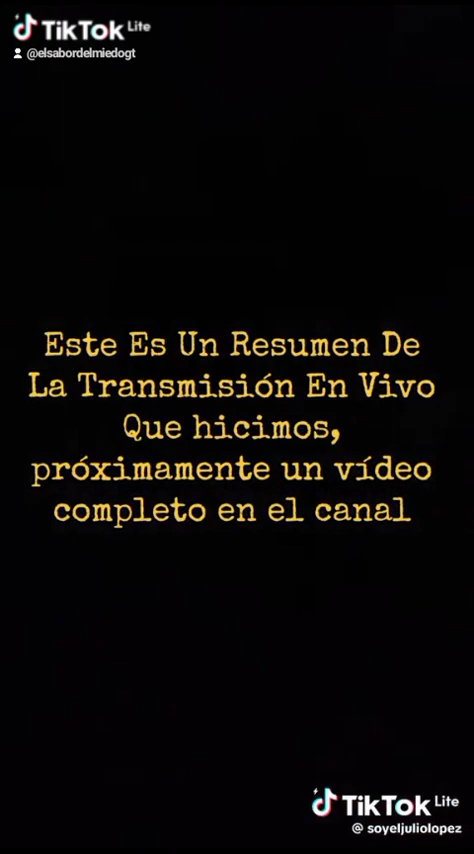 TikTok Lite
@elsabordelmiedogt
Este Es Un Resumen De
La Transmisión En Vivo
Que hicimos,
próximamente un vídeo
completo en el canal
TikTok Lite
@ soyeljuliolopez